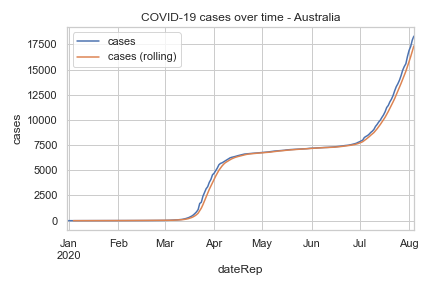 COVID-19 cases over time - Australia
cases
cases (rolling)
17500
15000
12500
10000
7500
5000
2500
0
cases
Jan Feb Mar Apr May Jun Jul Aug
2020
dateRep